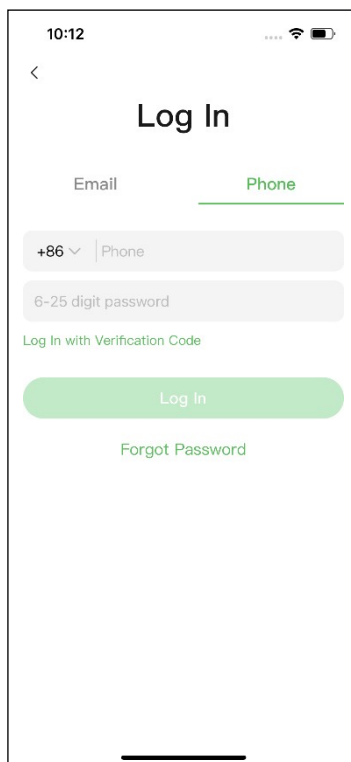 10:12
Log In
Email Phone
+86 Phone
6-25 digit password
Log In with Verification Code
Log In
Forgot Password